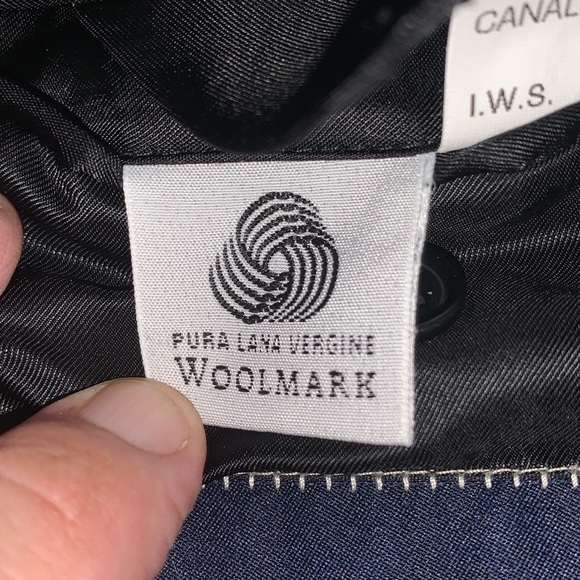 CANAL
I.W.S.
PURA LANA VERGINE
WOOLMARK